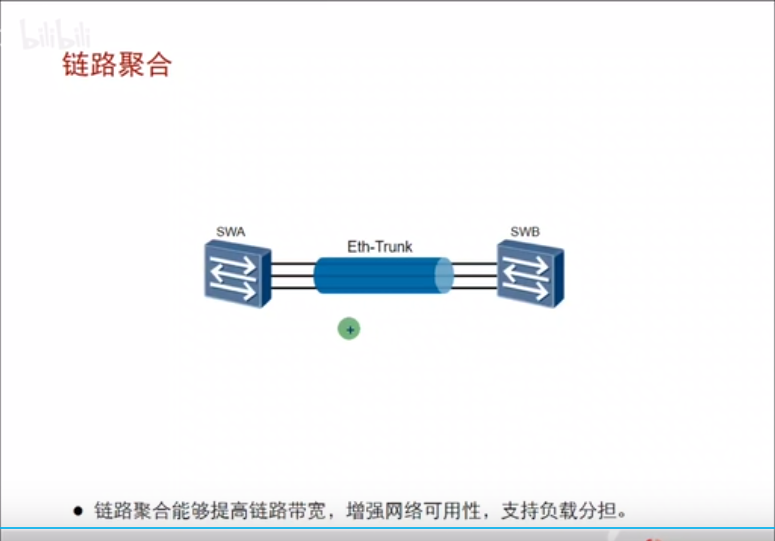 bilibili
链路聚合
SWA
Eth-Trunk
SWB
链路聚合能够提高链路带宽，增强网络可用性，支持负载分担。